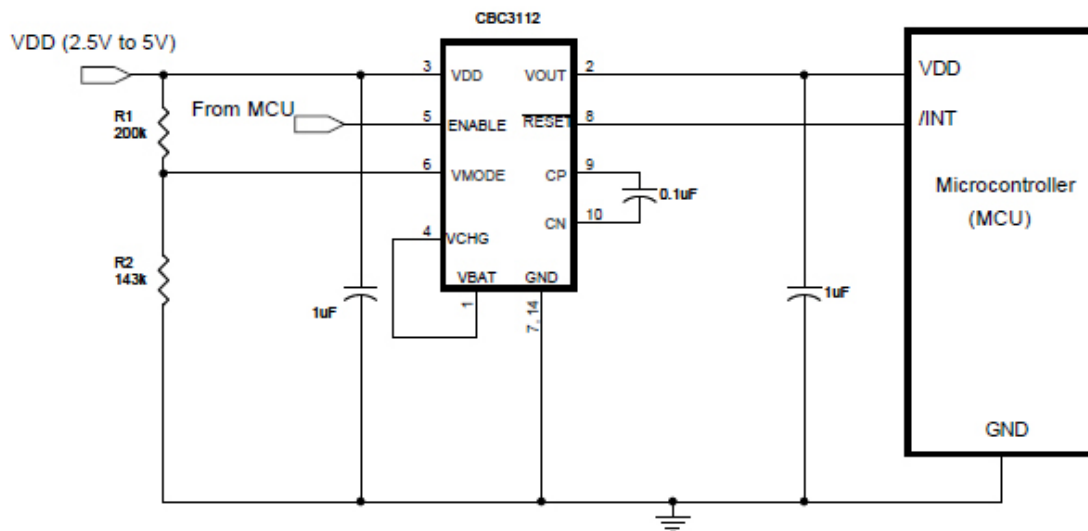 CBC3112
VDD (2.5V to 5V)
3
VDD
VOUT
2
VDD
R1
200k
From MCU
5
ENABLE
RESET
8
/INT
6
VMODE
CP
9
0.1uF
Microcontroller
(MCU)
CN
10
4
VCHG
R2
143k
VBAT
GND
1uF
1
7, 14
1uF
GND